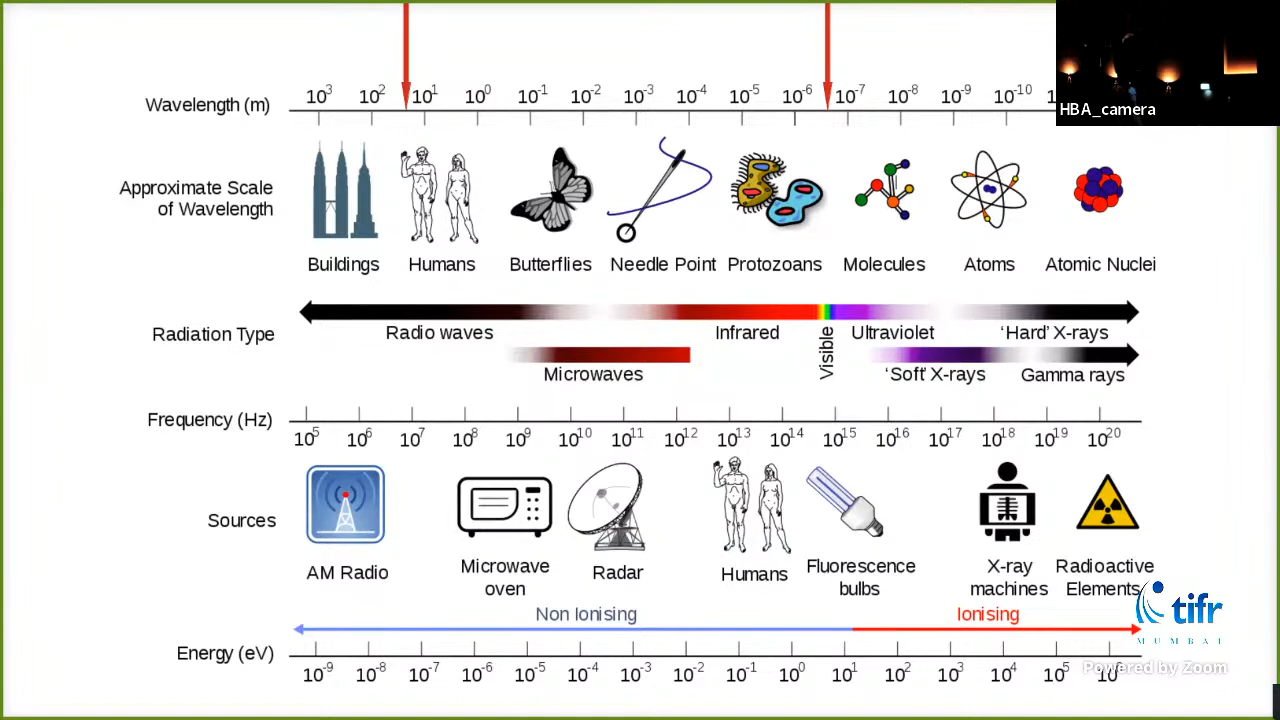 HBA_camera
Wavelength (m) 10³ 10² 10¹ 10⁰ 10⁻¹ 10⁻² 10⁻³ 10⁻⁴ 10⁻⁵ 10⁻⁶ 10⁻⁷ 10⁻⁸ 10⁻⁹ 10⁻¹⁰
Approximate Scale
of Wavelength
Buildings Humans Butterflies Needle Point Protozoans Molecules Atoms Atomic Nuclei
Radiation Type
Radio waves Infrared Visible Ultraviolet ‘Hard’ X-rays
Microwaves ‘Soft’ X-rays Gamma rays
Frequency (Hz) 10⁵ 10⁶ 10⁷ 10⁸ 10⁹ 10¹⁰ 10¹¹ 10¹² 10¹³ 10¹⁴ 10¹⁵ 10¹⁶ 10¹⁷ 10¹⁸ 10¹⁹ 10²⁰
Sources
AM Radio Microwave oven Radar Humans Fluorescence bulbs X-ray machines Radioactive Elements
Non Ionising Ionising
tifr
MUMBAI
Energy (eV) 10⁻⁹ 10⁻⁸ 10⁻⁷ 10⁻⁶ 10⁻⁵ 10⁻⁴ 10⁻³ 10⁻² 10⁻¹ 10⁰ 10¹ 10² 10³ 10⁴ 10⁵
Powered by Zoom